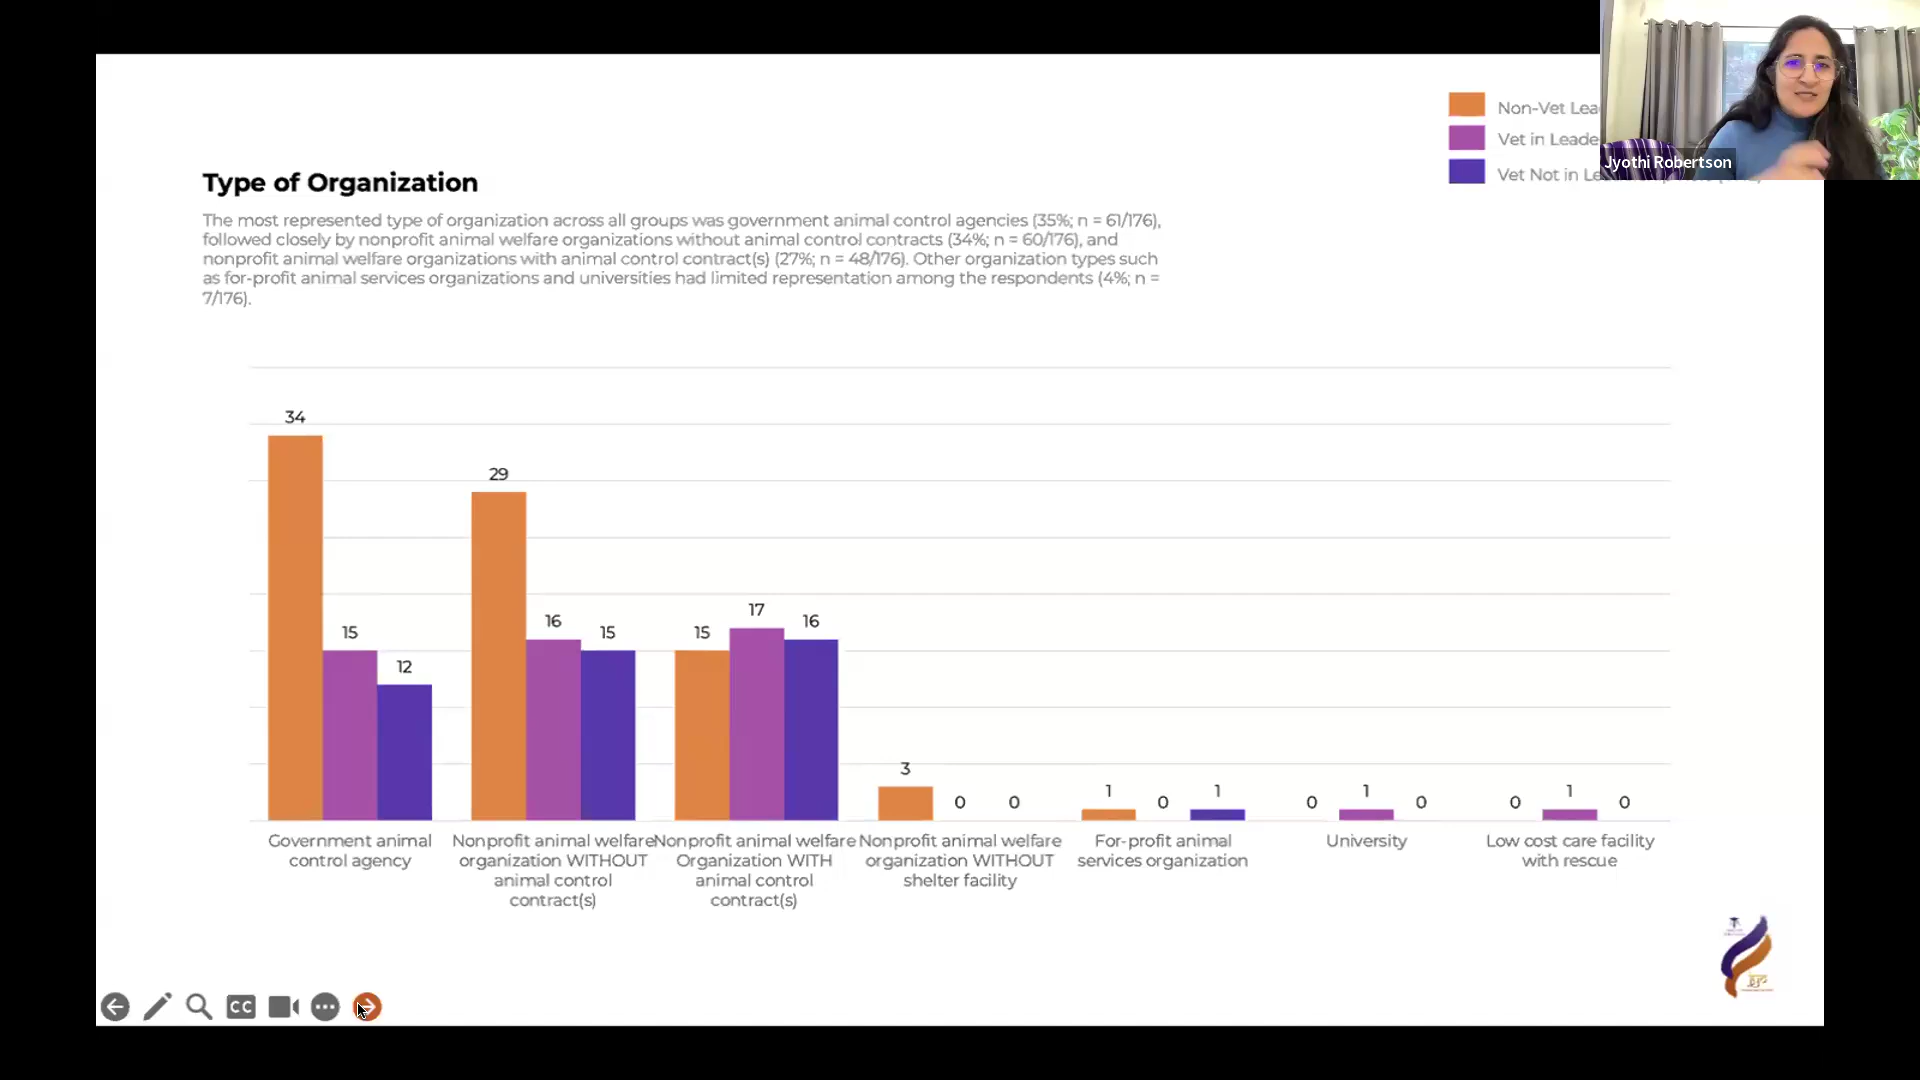 Non-Vet Lea
Vet in Leade
Vet Not in Le
Jyothi Robertson
Type of Organization
The most represented type of organization across all groups was government animal control agencies (35%; n = 61/176),
followed closely by nonprofit animal welfare organizations without animal control contracts (34%; n = 60/176), and
nonprofit animal welfare organizations with animal control contract(s) (27%; n = 48/176). Other organization types such
as for-profit animal services organizations and universities had limited representation among the respondents (4%; n =
7/176).
34
15
12
29
16
15
15
17
16
3
0
0
1
0
1
0
1
0
0
1
0
Government animal
control agency
Nonprofit animal welfare
organization WITHOUT
animal control
contract(s)
Nonprofit animal welfare
Organization WITH
animal control
contract(s)
Nonprofit animal welfare
organization WITHOUT
shelter facility
For-profit animal
services organization
University
Low cost care facility
with rescue
CC